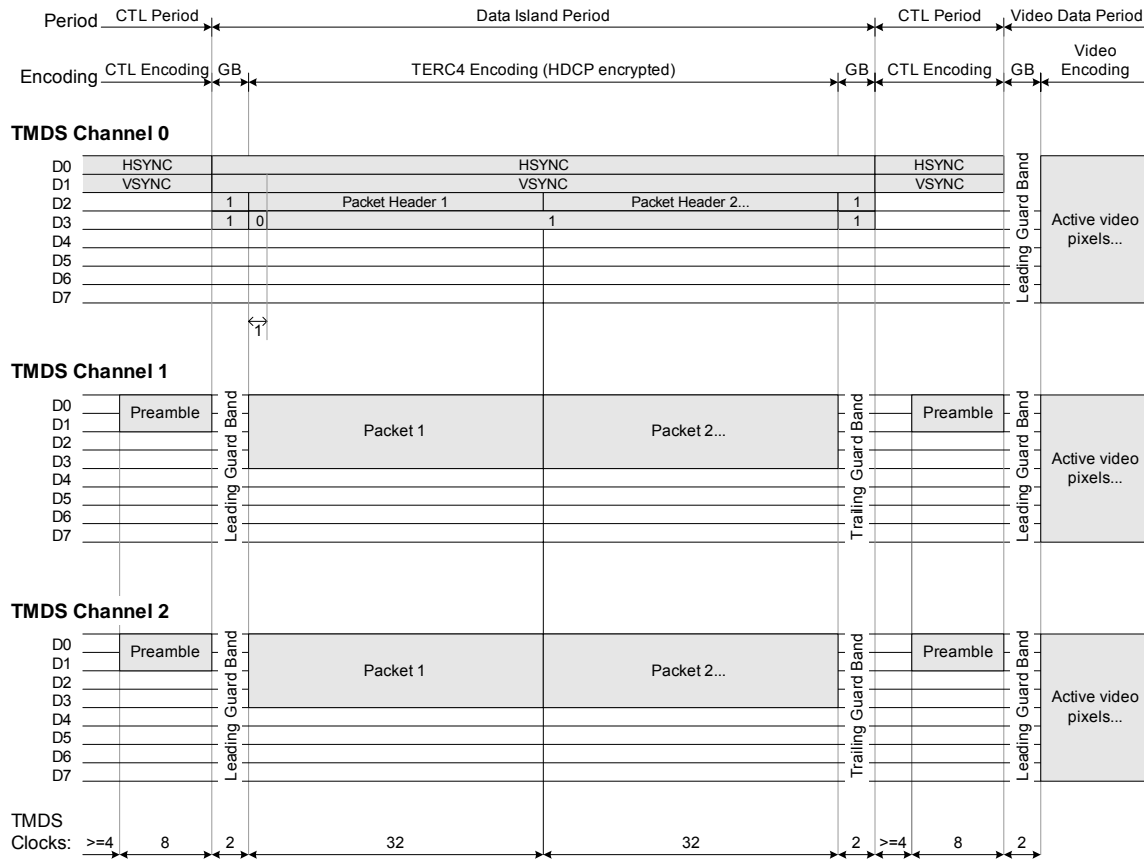 Period CTL Period Data Island Period CTL Period Video Data Period
Encoding CTL Encoding GB TERC4 Encoding (HDCP encrypted) GB CTL Encoding GB Video Encoding
TMDS Channel 0
D0 HSYNC HSYNC HSYNC
D1 VSYNC VSYNC VSYNC
D2 1 Packet Header 1 Packet Header 2... 1
D3 1 0 1 1
D4
D5
D6
D7
Leading Guard Band
Active video
pixels...
1
TMDS Channel 1
D0
D1
D2
D3
D4
D5
D6
D7
Preamble
Leading Guard Band
Packet 1
Packet 2...
Trailing Guard Band
Preamble
Leading Guard Band
Active video
pixels...
TMDS Channel 2
D0
D1
D2
D3
D4
D5
D6
D7
Preamble
Leading Guard Band
Packet 1
Packet 2...
Trailing Guard Band
Preamble
Leading Guard Band
Active video
pixels...
TMDS
Clocks: >=4 8 2 32 32 2 >=4 8 2